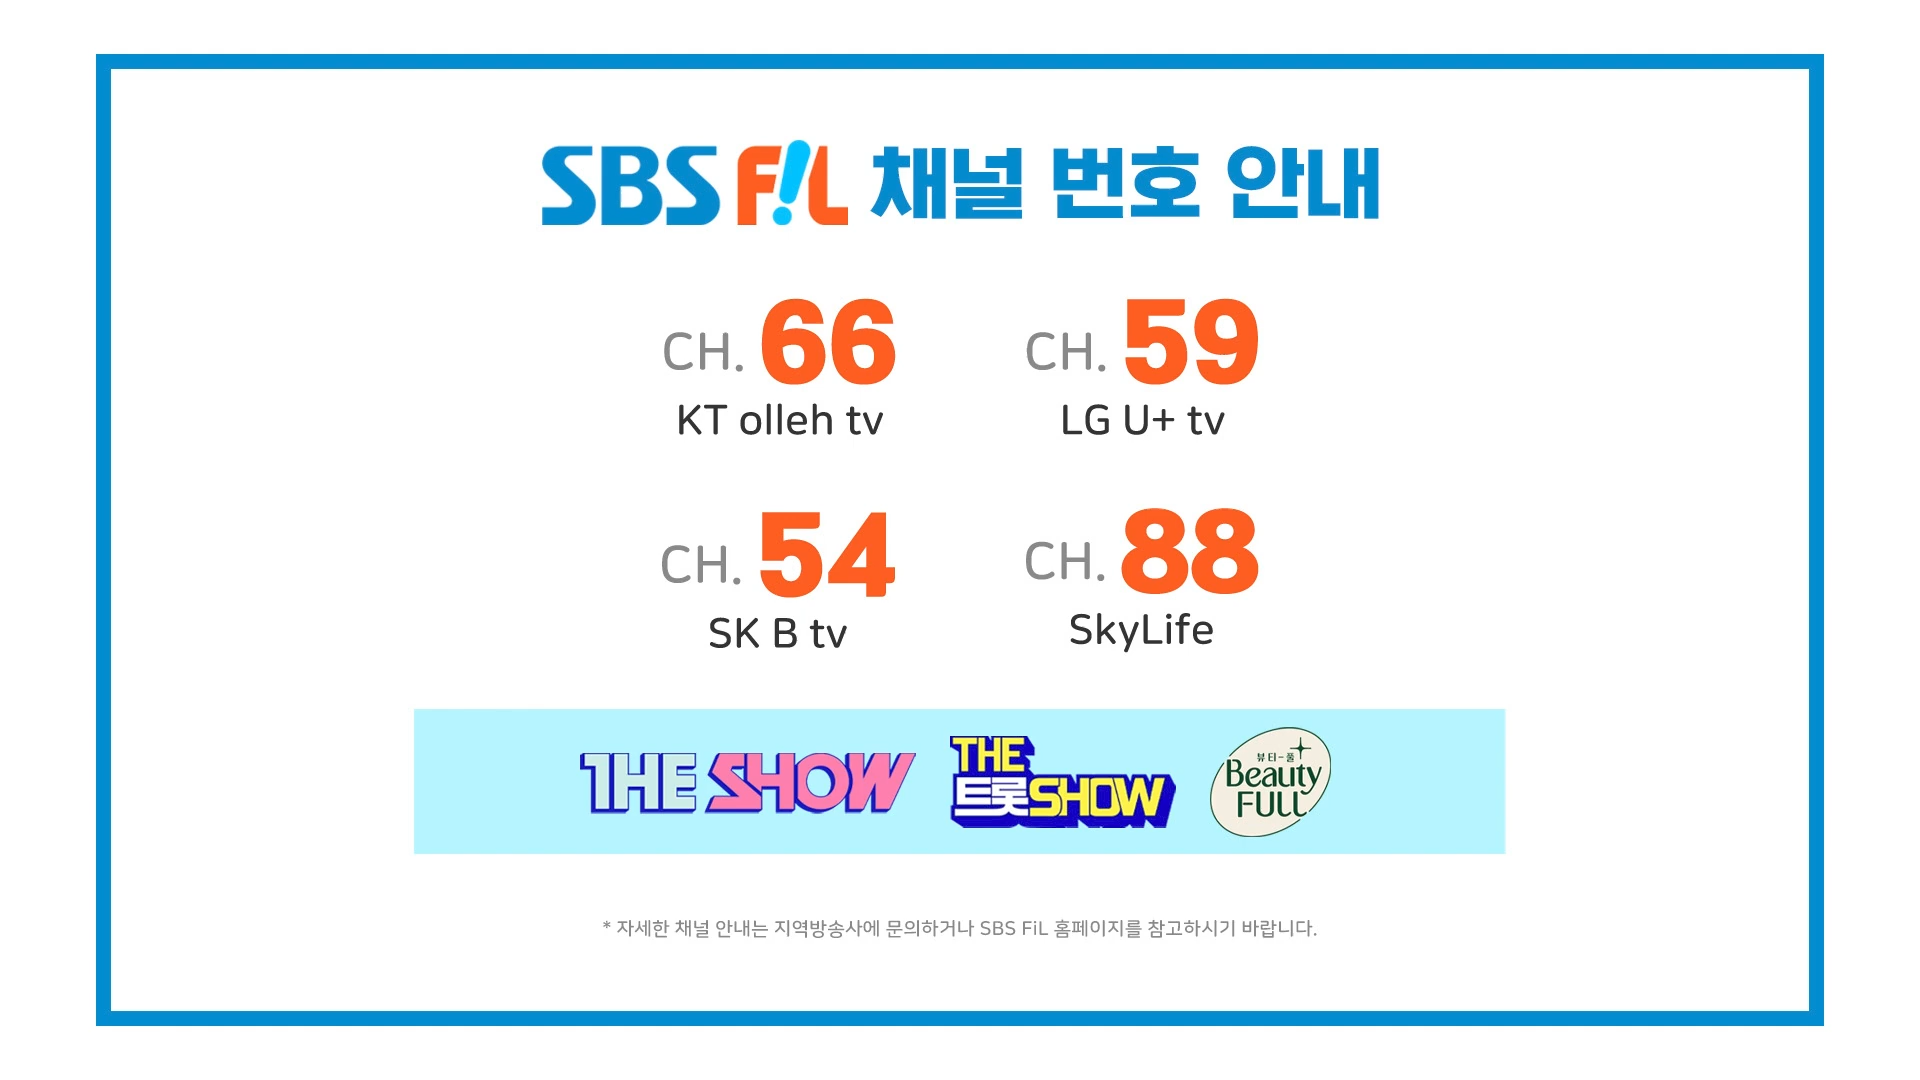 SBS F!L 채널 번호 안내
CH. 66
KT olleh tv
CH. 59
LG U+ tv
CH. 54
SK B tv
CH. 88
SkyLife
THE SHOW
THE
트롯SHOW
뷰티-풀
Beauty
FULL
* 자세한 채널 안내는 지역방송사에 문의하거나 SBS FiL 홈페이지를 참고하시기 바랍니다.